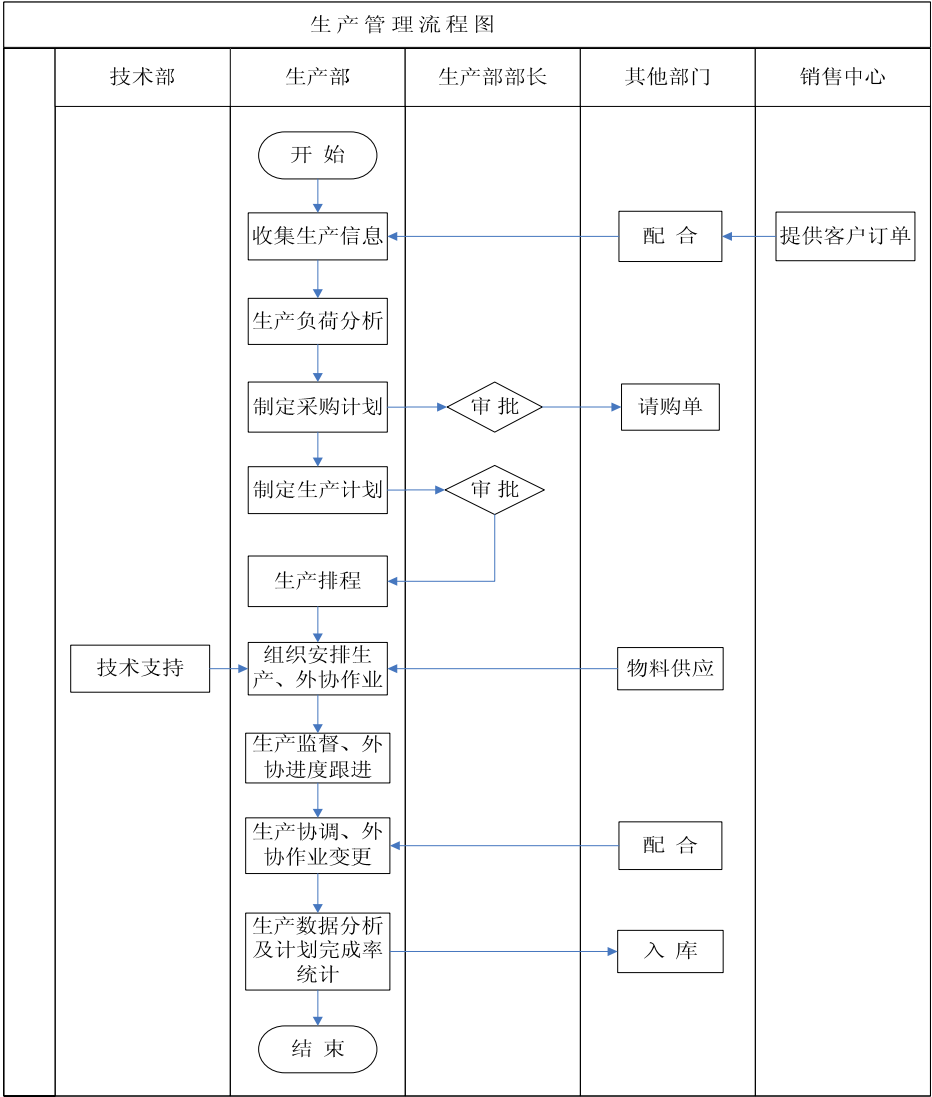 生产管理流程图
技术部
生产部
生产部部长
其他部门
销售中心
开 始
收集生产信息
配 合
提供客户订单
生产负荷分析
制定采购计划
审 批
请购单
制定生产计划
审 批
生产排程
技术支持
组织安排生
产、外协作业
物料供应
生产监督、外
协进度跟进
生产协调、外
协作业变更
配 合
生产数据分析
及计划完成率
统计
入 库
结 束